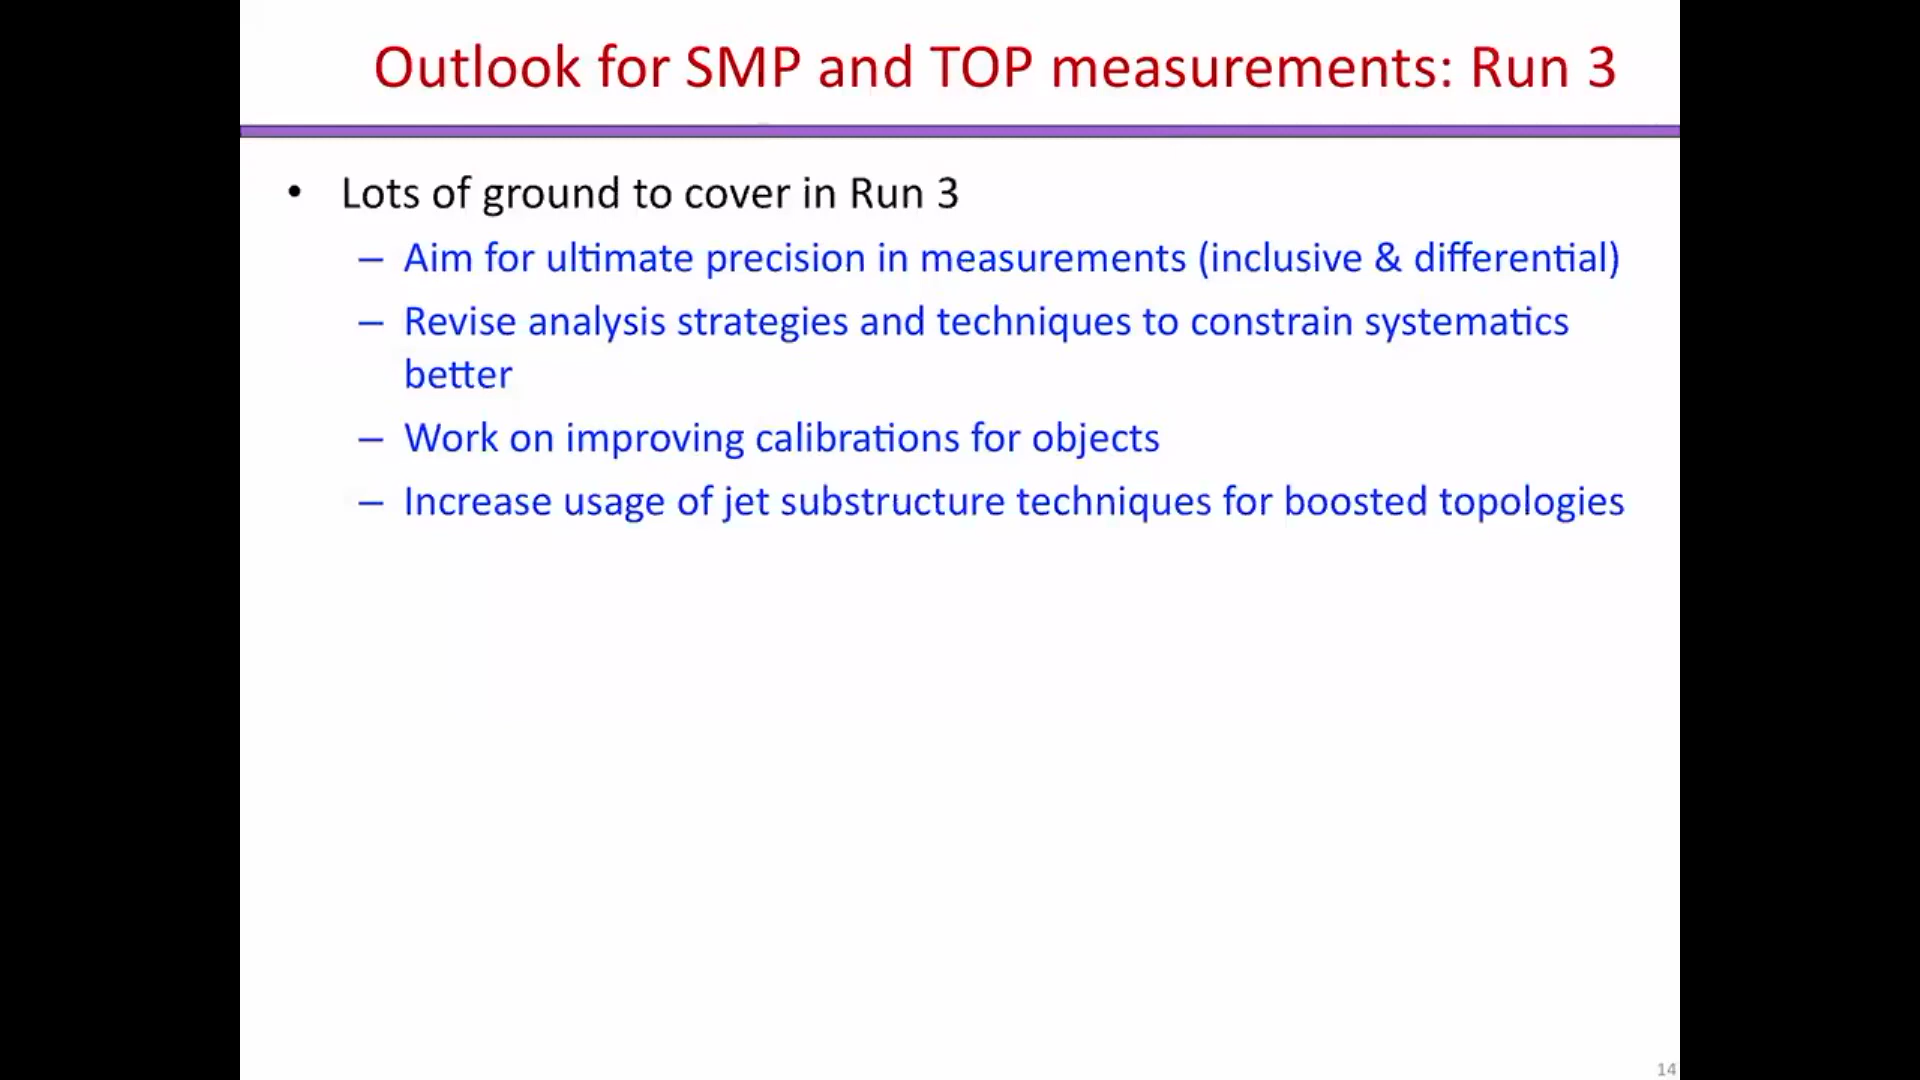 Outlook for SMP and TOP measurements: Run 3
• Lots of ground to cover in Run 3
– Aim for ultimate precision in measurements (inclusive & differential)
– Revise analysis strategies and techniques to constrain systematics
better
– Work on improving calibrations for objects
– Increase usage of jet substructure techniques for boosted topologies
14